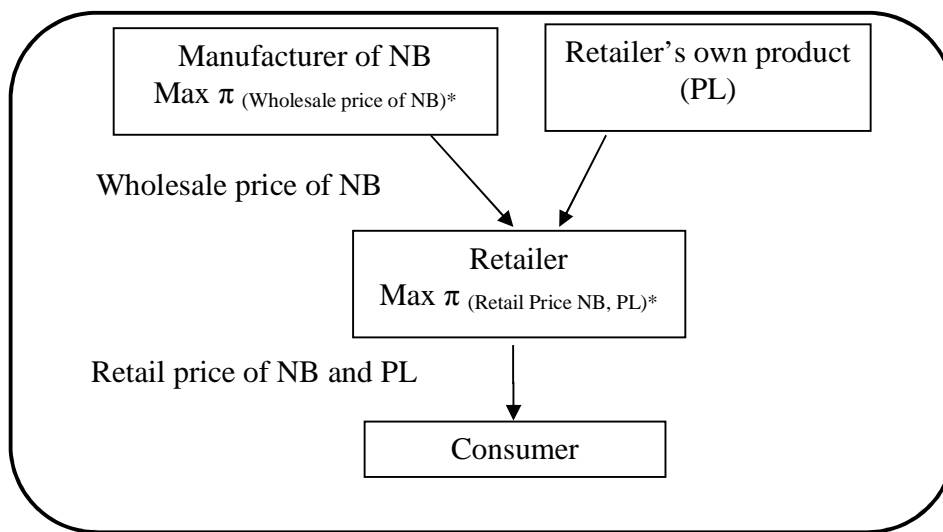 Manufacturer of NB
Max π (Wholesale price of NB)*
Retailer’s own product
(PL)
Wholesale price of NB
Retailer
Max π (Retail Price NB, PL)*
Retail price of NB and PL
Consumer